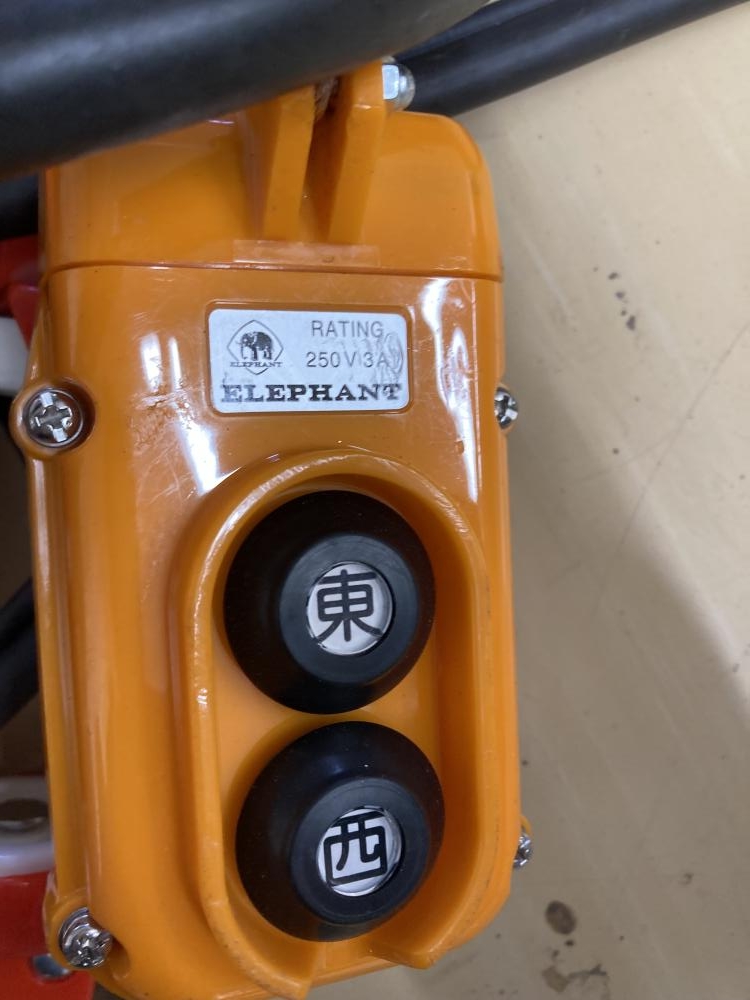 RATING
ELEPHANT
250V 3A
ELEPHANT
東
西